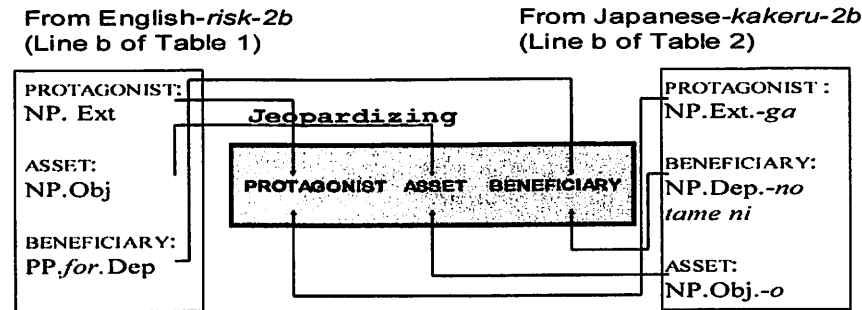 From English-risk-2b
(Line b of Table 1)
From Japanese-kakeru-2b
(Line b of Table 2)
PROTAGONIST:
NP. Ext
ASSET:
NP.Obj
BENEFICIARY:
PP.for.Dep
Jeopardizing
PROTAGONIST ASSET BENEFICIARY
PROTAGONIST :
NP.Ext.-ga
BENEFICIARY:
NP.Dep.-no
tame ni
ASSET:
NP.Obj.-o